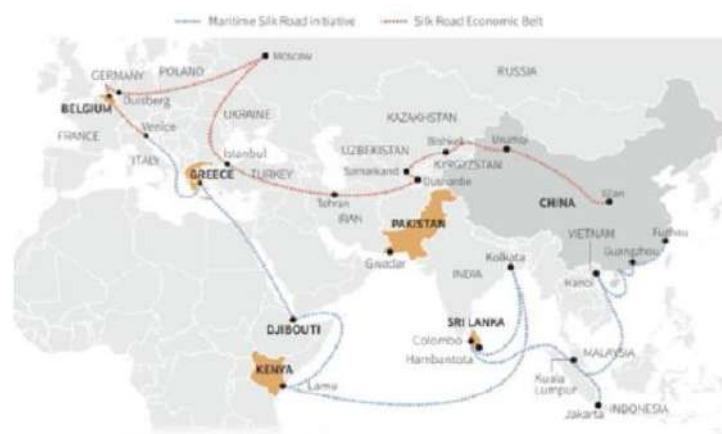 Maritime Silk Road initiative
Silk Road Economic Belt
Moscow
RUSSIA
GERMANY
POLAND
Duisberg
BELGIUM
UKRAINE
KAZAKHSTAN
FRANCE
Venice
ITALY
Istanbul
UZBEKISTAN
Bishkek
Urumqi
GREECE
TURKEY
Samarkand
KYRGYZSTAN
Dushanbe
Tehran
IRAN
CHINA
Xi'an
PAKISTAN
VIETNAM
Fuzhou
Guangzhou
Gwadar
Kolkata
INDIA
Hanoi
DJIBOUTI
SRI LANKA
Colombo
Hambantota
MALAYSIA
KENYA
Lamu
Kuala
Lumpur
Jakarta
INDONESIA